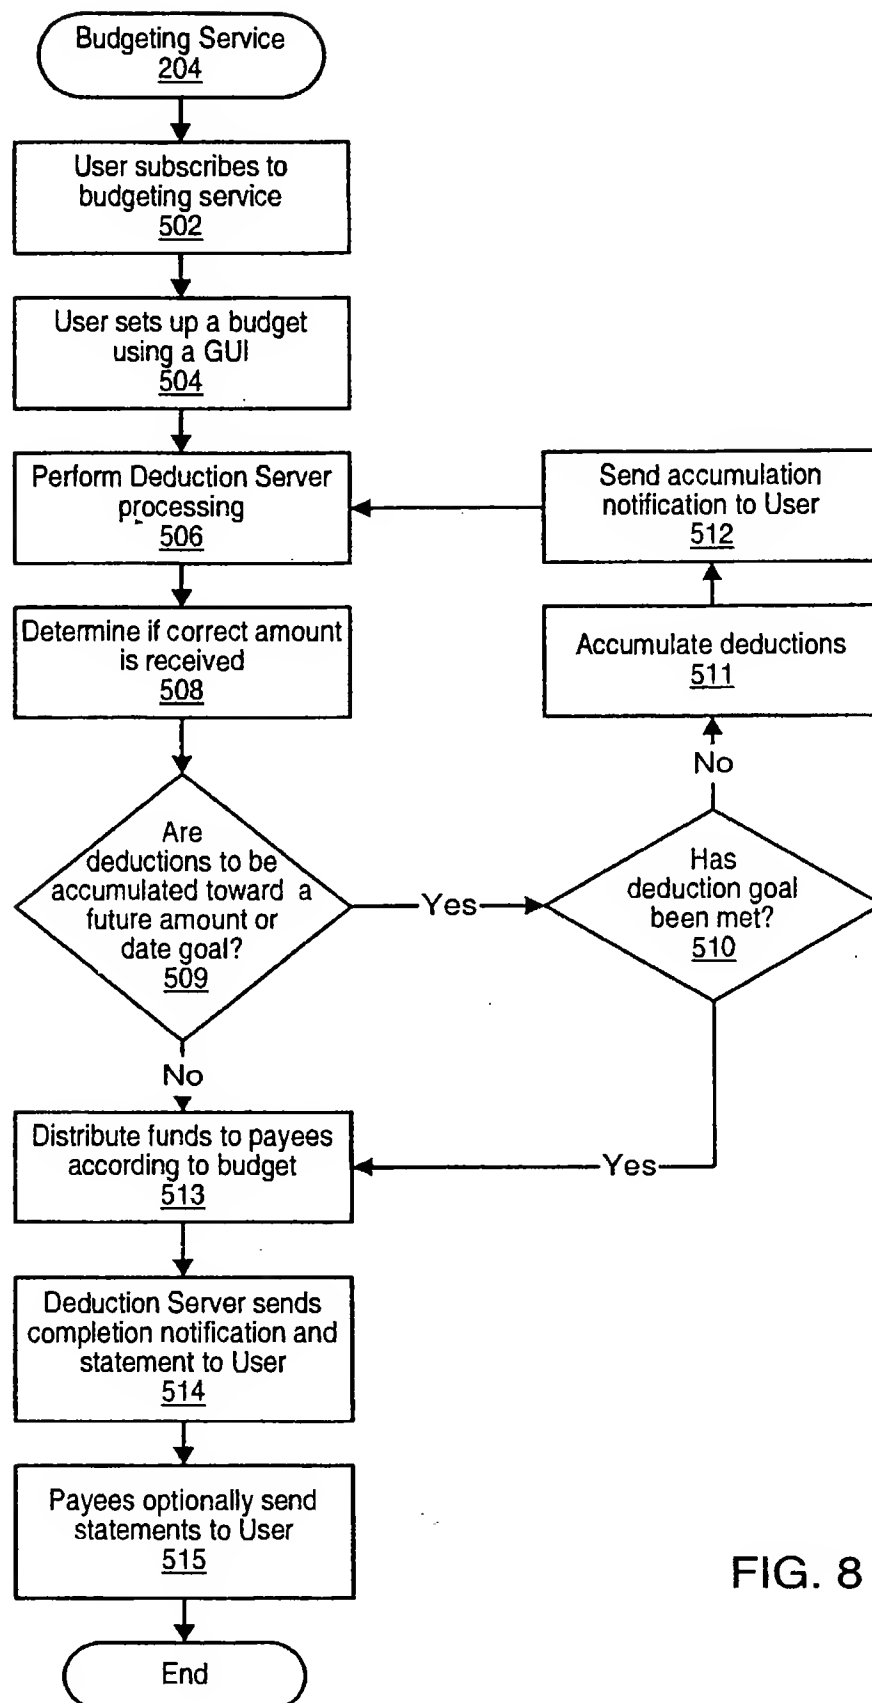 Budgeting Service
204
User subscribes to
budgeting service
502
User sets up a budget
using a GUI
504
Perform Deduction Server
processing
506
Send accumulation
notification to User
512
Determine if correct amount
is received
508
Accumulate deductions
511
No
Are
deductions to be
accumulated toward a
future amount or
date goal?
509
Yes
Has
deduction goal
been met?
510
No
Distribute funds to payees
according to budget
513
Yes
Deduction Server sends
completion notification and
statement to User
514
Payees optionally send
statements to User
515
FIG. 8
End